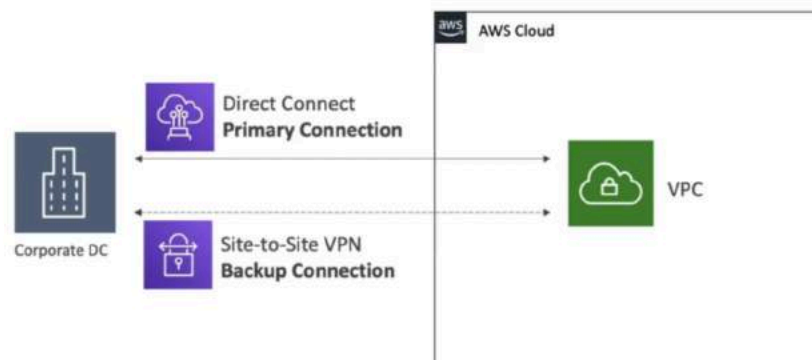 aws
AWS Cloud
Direct Connect
Primary Connection
VPC
Corporate DC
Site-to-Site VPN
Backup Connection